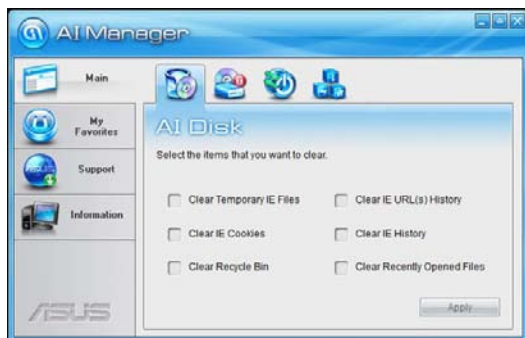 AI Manager
Main
My
Favorites
Support
Information
ASUS
AI Disk
Select the items that you want to clear.
Clear Temporary IE Files
Clear IE URL(s) History
Clear IE Cookies
Clear IE History
Clear Recycle Bin
Clear Recently Opened Files
Apply